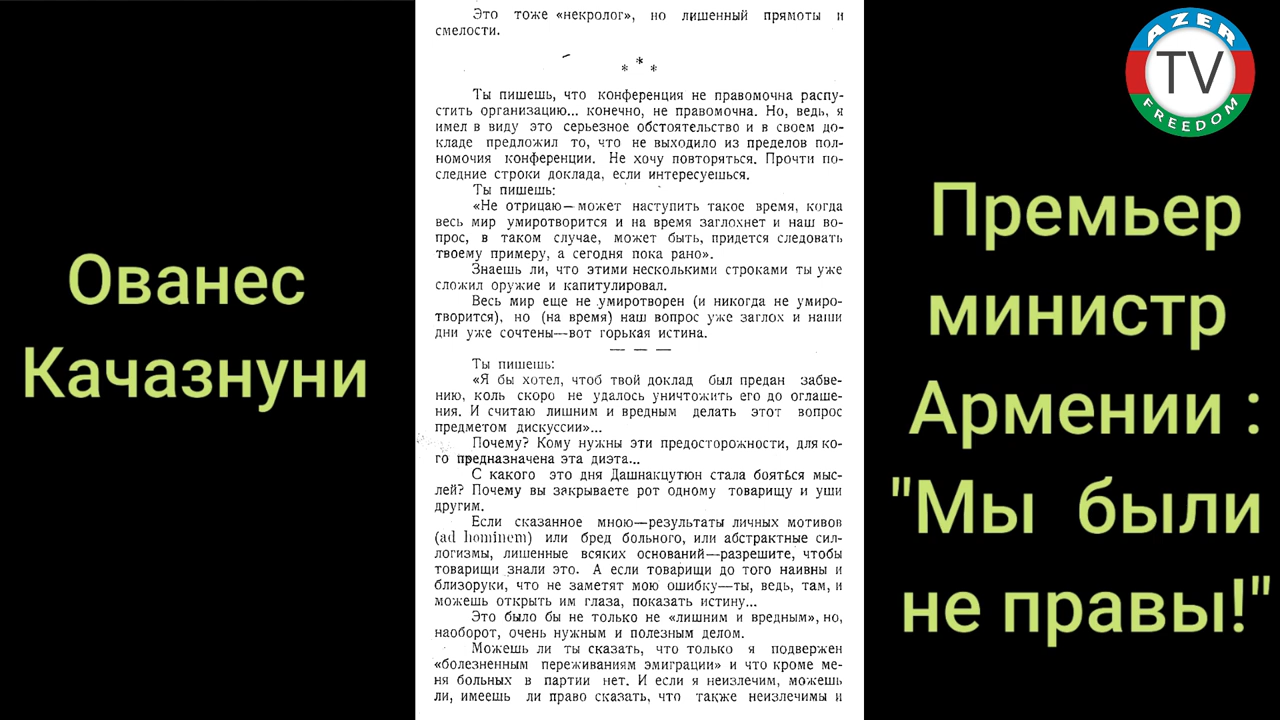 Ованес
Качазнуни
Это тоже «некролог», но лишенный прямоты и
смелости.
* * *
Ты пишешь, что конференция не правомочна распу-
стить организацию... конечно, не правомочна. Но, ведь, я
имел в виду это серьезное обстоятельство и в своем до-
кладе предложил то, что не выходило из пределов пол-
номочия конференции. Не хочу повторяться. Прочти по-
следние строки доклада, если интересуешься.
Ты пишешь:
«Не отрицаю—может наступить такое время, когда
весь мир умиротворится и на время заглохнет и наш во-
прос, в таком случае, может быть, придется следовать
твоему примеру, а сегодня пока рано».
Знаешь ли, что этими несколькими строками ты уже
сложил оружие и капитулировал.
Весь мир еще не умиротворен (и никогда не умиро-
творится), но (на время) наш вопрос уже заглох и наши
дни уже сочтены—вот горькая истина.
— — —
Ты пишешь:
«Я бы хотел, чтоб твой доклад был предан забве-
нию, коль скоро не удалось уничтожить его до оглаше-
ния. И считаю лишним и вредным делать этот вопрос
предметом дискуссии»...
Почему? Кому нужны эти предосторожности, для ко-
го предназначена эта диэта...
С какого это дня Дашнакцутюн стала бояться мыс-
лей? Почему вы закрываете рот одному товарищу и уши
другим.
Если сказанное мною—результаты личных мотивов
(ad hominem) или бред больного, или абстрактные сил-
логизмы, лишенные всяких оснований—разрешите, чтобы
товарищи знали это. А если товарищи до того наивны и
близоруки, что не заметят мою ошибку—ты, ведь, там, и
можешь открыть им глаза, показать истину...
Это было бы не только не «лишним и вредным», но,
наоборот, очень нужным и полезным делом.
Можешь ли ты сказать, что только я подвержен
«болезненным переживаниям эмиграции» и что кроме ме-
ня больных в партии нет. И если я неизлечим, можешь
ли, имеешь ли право сказать, что также неизлечимы и
AZER
TV
FREEDOM
Премьер
министр
Армении :
"Мы были
не правы!"